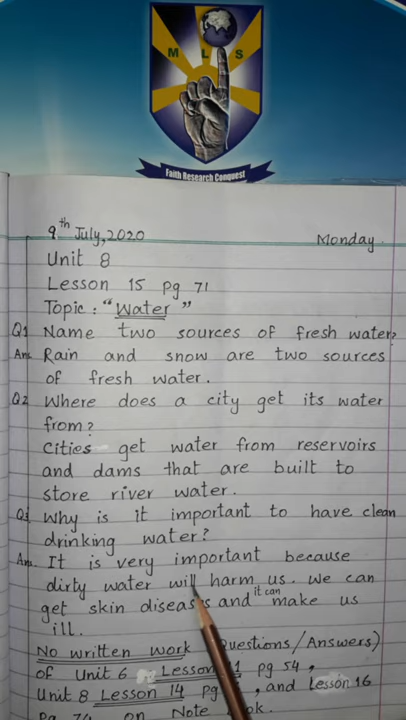 M L S
Faith Research Conquest
9th July, 2020 Monday.
Unit 8
Lesson 15 pg 71
Topic : "Water"
Q1 Name two sources of fresh water?
Ans. Rain and snow are two sources
of fresh water.
Q2 Where does a city get its water
from?
Cities get water from reservoirs
and dams that are built to
store river water.
Q3 Why is it important to have clean
drinking water?
Ans. It is very important because
dirty water will harm us. We can
get skin and it can make us
ill.
No written work Questions/Answers)
of Unit 6 Lesson pg 54,
Unit 8 Lesson 14 pg , and Lesson 16
Pg 74 on Note